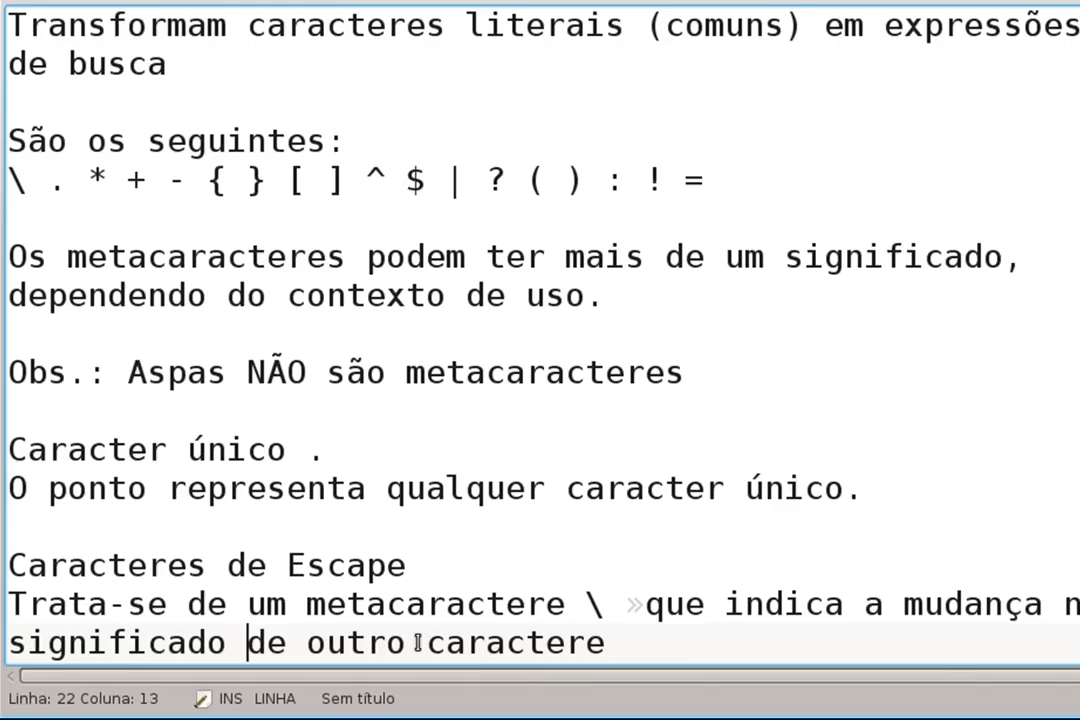 Transformam caracteres literais (comuns) em expressões
de busca
São os seguintes:
\ . * + - { } [ ] ^ $ | ? ( ) : ! =
Os metacaracteres podem ter mais de um significado,
dependendo do contexto de uso.
Obs.: Aspas NÃO são metacaracteres
Caracter único .
O ponto representa qualquer caracter único.
Caracteres de Escape
Trata-se de um metacaractere \ »que indica a mudança n
significado de outro caractere
Linha: 22 Coluna: 13 INS LINHA Sem título